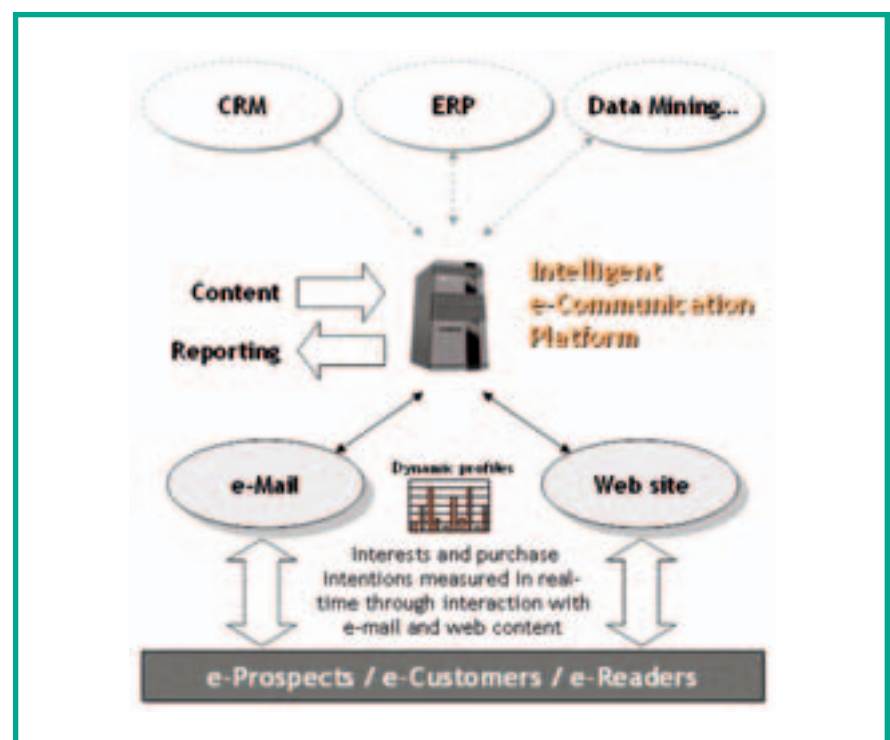 CRM
ERP
Data Mining...
Content
Reporting
Intelligent
e-Communication
Platform
e-Mail
Dynamic profiles
Web site
Interests and purchase
Intentions measured in real-
time through interaction with
e-mail and web content
e-Prospects / e-Customers / e-Readers